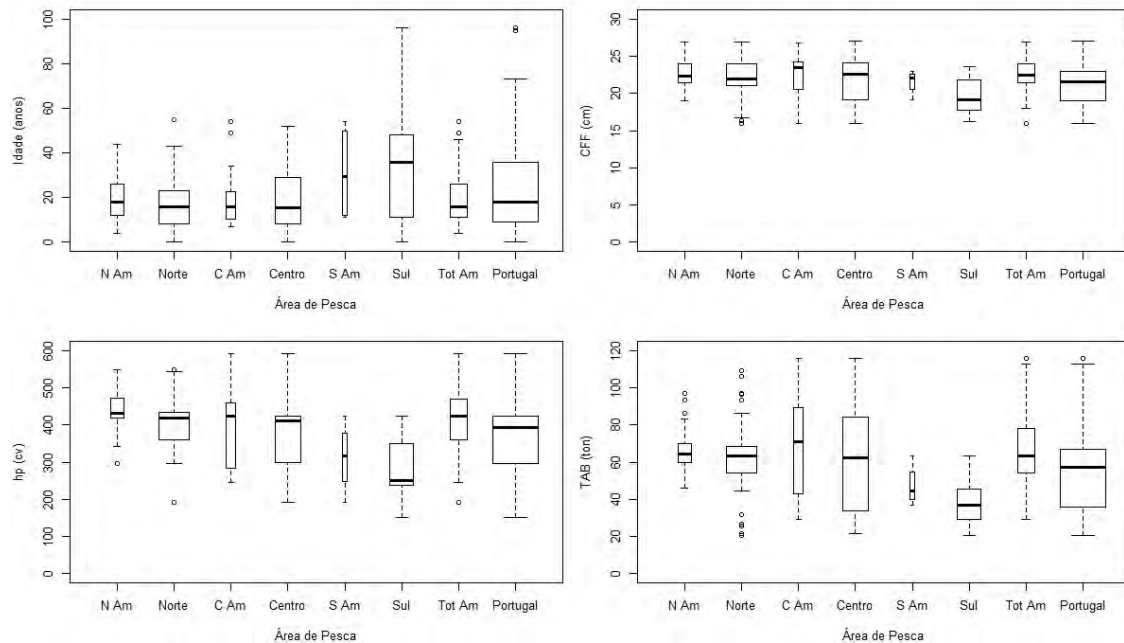 Idade (anos)
100
80
60
40
20
0
N Am Norte C Am Centro S Am Sul Tot Am Portugal
Área de Pesca
CFF (cm)
30
25
20
15
10
5
0
N Am Norte C Am Centro S Am Sul Tot Am Portugal
Área de Pesca
hp (cv)
600
500
400
300
200
100
0
N Am Norte C Am Centro S Am Sul Tot Am Portugal
Área de Pesca
TAB (ton)
120
100
80
60
40
20
0
N Am Norte C Am Centro S Am Sul Tot Am Portugal
Área de Pesca